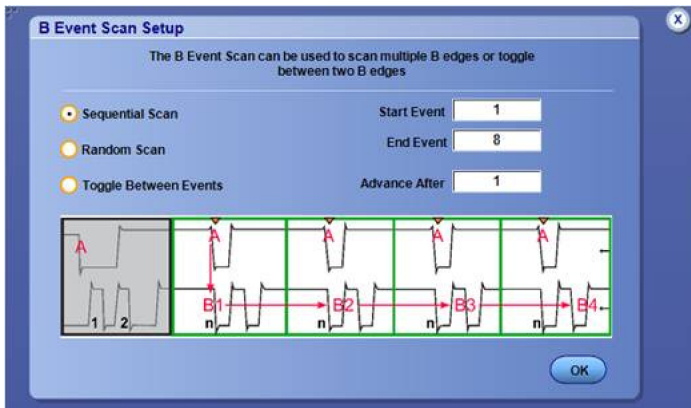 X
B Event Scan Setup
The B Event Scan can be used to scan multiple B edges or toggle
between two B edges
Sequential Scan
Start Event 1
End Event 8
Random Scan
Toggle Between Events
Advance After 1
A A A A A
B1 B2 B3 B4
1 2 n n n n
OK